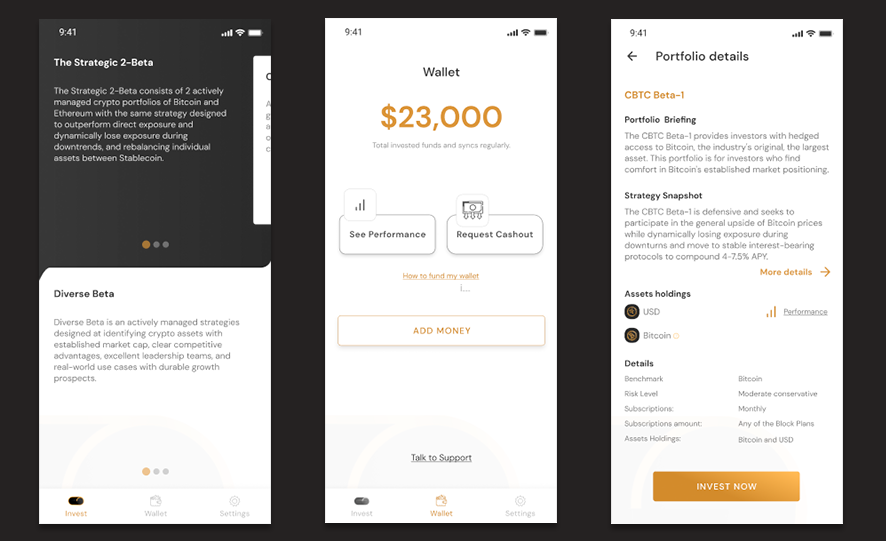 9:41
The Strategic 2-Beta
The Strategic 2-Beta consists of 2 actively
managed crypto portfolios of Bitcoin and
Ethereum with the same strategy designed
to outperform direct exposure and
dynamically lose exposure during
downtrends, and rebalancing individual
assets between Stablecoin.
Diverse Beta
Diverse Beta is an actively managed strategies
designed at identifying crypto assets with
established market cap, clear competitive
advantages, excellent leadership teams, and
real-world use cases with durable growth
prospects.
Invest
Wallet
Settings
9:41
Wallet
$23,000
Total invested funds and syncs regularly.
See Performance
Request Cashout
How to fund my wallet
ADD MONEY
Talk to Support
Invest
Wallet
Settings
9:41
Portfolio details
CBTC Beta-1
Portfolio Briefing
The CBTC Beta-1 provides investors with hedged
access to Bitcoin, the industry's original, the largest
asset. This portfolio is for investors who find
comfort in Bitcoin's established market positioning.
Strategy Snapshot
The CBTC Beta-1 is defensive and seeks to
participate in the general upside of Bitcoin prices
while dynamically losing exposure during
downturns and move to stable interest-bearing
protocols to compound 4-7.5% APY.
More details
Assets holdings
USD
Performance
Bitcoin
Details
Benchmark Bitcoin
Risk Level Moderate conservative
Subscriptions: Monthly
Subscriptions amount: Any of the Block Plans
Assets Holdings: Bitcoin and USD
INVEST NOW